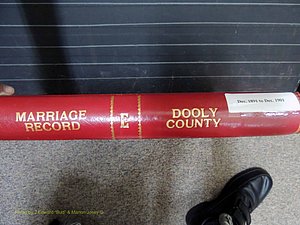 MARRIAGE
RECORD
E
DOOLY
COUNTY
Dec. 1891 to Dec. 1901